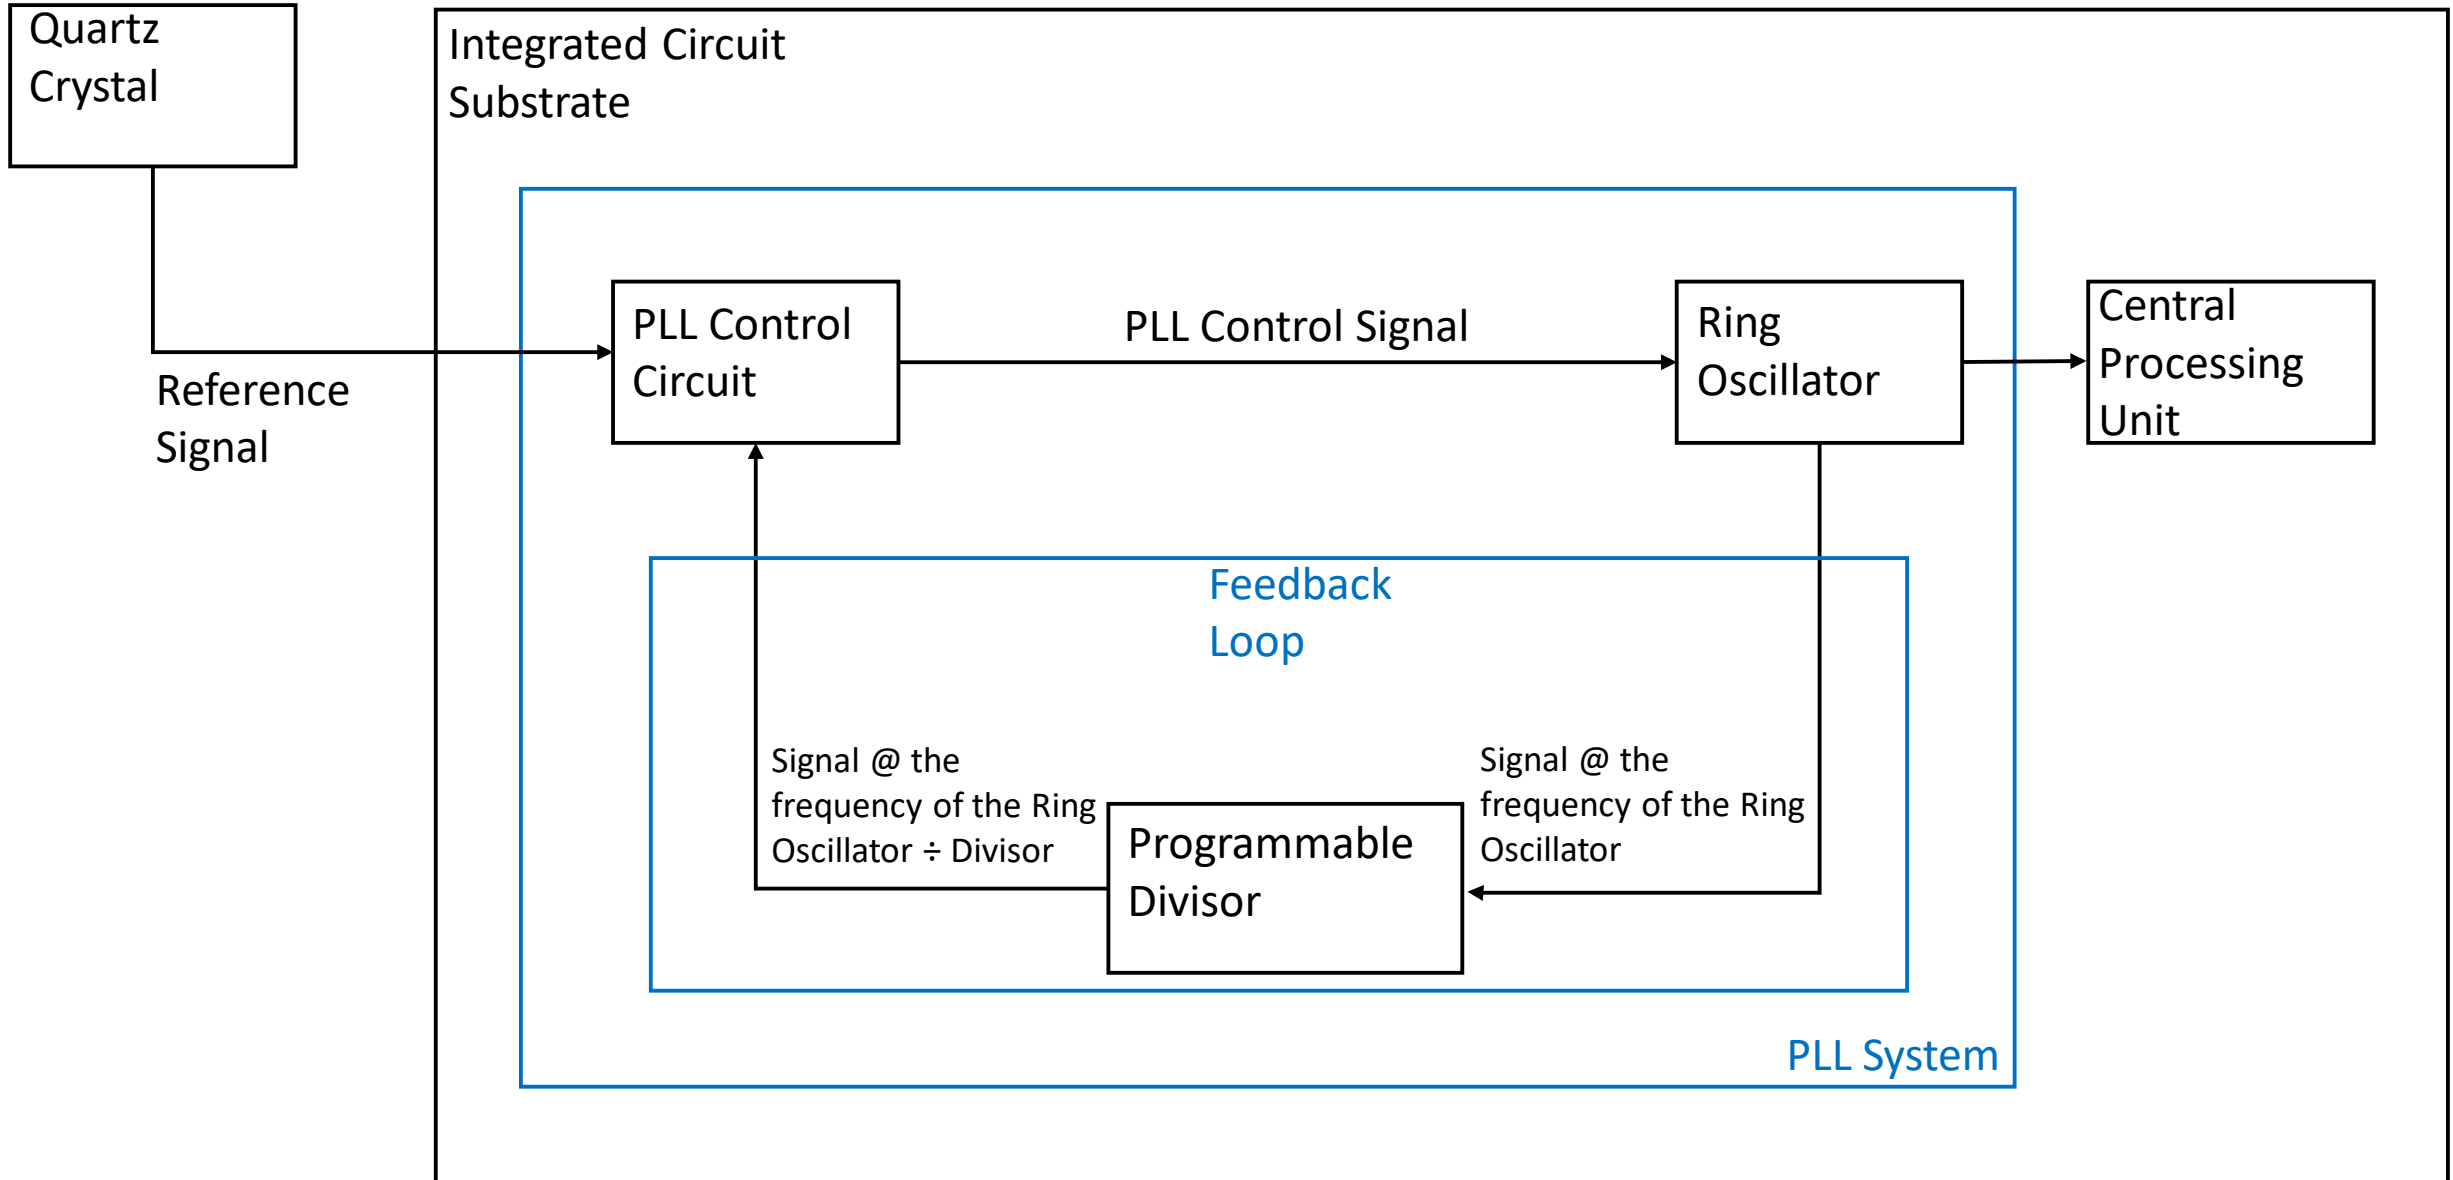 Quartz
Crystal
Integrated Circuit
Substrate
Reference
Signal
PLL Control
Circuit
PLL Control Signal
Ring
Oscillator
Central
Processing
Unit
Feedback
Loop
Signal @ the
frequency of the Ring
Oscillator ÷ Divisor
Programmable
Divisor
Signal @ the
frequency of the Ring
Oscillator
PLL System